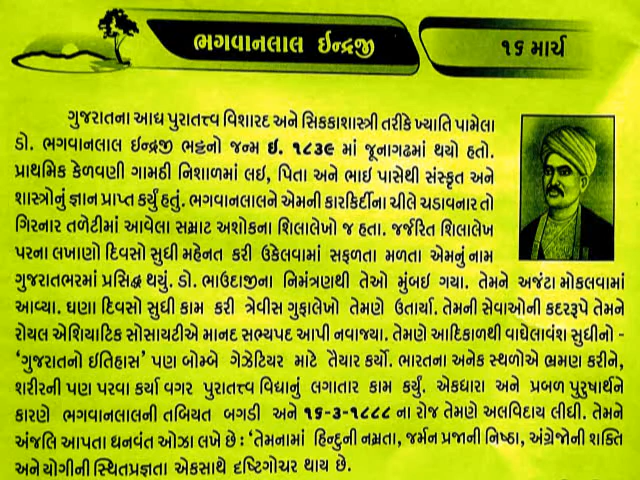 ભગવાનલાલ ઈન્દ્રજી
૧૬ માર્ચ
ગુજરાતના આદ્ય પુરાતત્ત્વ વિશારદ અને સિક્કાશાસ્ત્રી તરીકે ખ્યાતિ પામેલા
ડો. ભગવાનલાલ ઈન્દ્રજી ભટ્ટનો જન્મ ઇ. ૧૮૩૯ માં જૂનાગઢમાં થયો હતો.
પ્રાથમિક કેળવણી ગામઠી નિશાળમાં લઇ, પિતા અને ભાઇ પાસેથી સંસ્કૃત અને
શાસ્ત્રોનું જ્ઞાન પ્રાપ્ત કર્યું હતું. ભગવાનલાલને એમની કારકિર્દીના ચીલે ચડાવનાર તો
ગિરનાર તળેટીમાં આવેલા સમ્રાટ અશોકના શિલાલેખો જ હતા. જર્જરિત શિલાલેખ
પરના લખાણો દિવસો સુધી મહેનત કરી ઉકેલવામાં સફળતા મળતા એમનું નામ
ગુજરાતભરમાં પ્રસિદ્ધ થયું. ડો. ભાઉદાજીના નિમંત્રણથી તેઓ મુંબઇ ગયા. તેમને અજંટા મોકલવામાં
આવ્યા. ઘણા દિવસો સુધી કામ કરી ત્રેવીસ ગુફાલેખો તેમણે ઉતાર્યા. તેમની સેવાઓની કદરરૂપે તેમને
રોયલ એશિયાટિક સોસાયટીએ માનદ સભ્યપદ આપી નવાજ્યા. તેમણે આદિકાળથી વાઘેલાવંશ સુધીનો -
‘ગુજરાતનો ઇતિહાસ’ પણ બોમ્બે ગેઝેટિયર માટે તૈયાર કર્યો. ભારતના અનેક સ્થળોએ ભ્રમણ કરીને,
શરીરની પણ પરવા કર્યા વગર પુરાતત્ત્વ વિદ્યાનું લગાતાર કામ કર્યું. એકધારા અને પ્રબળ પુરુષાર્થને
કારણે ભગવાનલાલની તબિયત બગડી અને ૧૬-૩-૧૮૮૮ ના રોજ તેમણે અલવિદાય લીધી. તેમને
અંજલિ આપતા ધનવંત ઓઝા લખે છે : ‘તેમનામાં હિન્દુની નમ્રતા, જર્મન પ્રજાની નિષ્ઠા, અંગ્રેજોની શક્તિ
અને યોગીની સ્થિતપ્રજ્ઞતા એકસાથે દૃષ્ટિગોચર થાય છે.